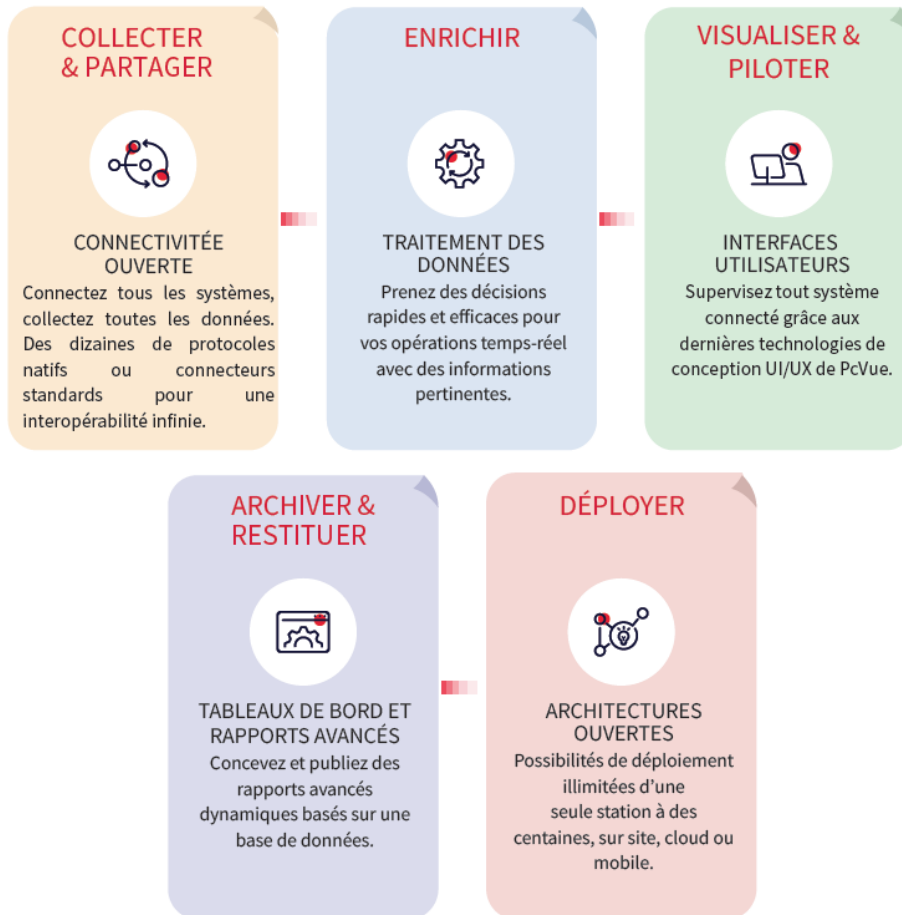 COLLECTER
& PARTAGER
CONNECTIVITÉE
OUVERTE
Connectez tous les systèmes,
collectez toutes les données.
Des dizaines de protocoles
natifs ou connecteurs
standards pour une
interopérabilité infinie.
ENRICHIR
TRAITEMENT DES
DONNÉES
Prenez des décisions
rapides et efficaces pour
vos opérations temps-réel
avec des informations
pertinentes.
VISUALISER &
PILOTER
INTERFACES
UTILISATEURS
Supervisez tout système
connecté grâce aux
dernières technologies de
conception UI/UX de PcVue.
ARCHIVER &
RESTITUER
TABLEAUX DE BORD ET
RAPPORTS AVANCÉS
Concevez et publiez des
rapports avancés
dynamiques basés sur une
base de données.
DÉPLOYER
ARCHITECTURES
OUVERTES
Possibilités de déploiement
illimitées d’une
seule station à des
centaines, sur site, cloud ou
mobile.